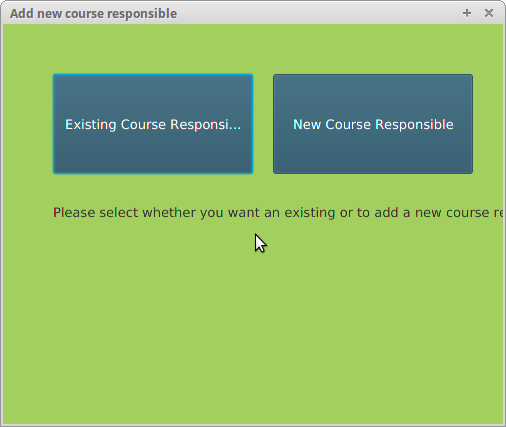 Add new course responsible
Existing Course Responsi...
New Course Responsible
Please select whether you want an existing or to add a new course re